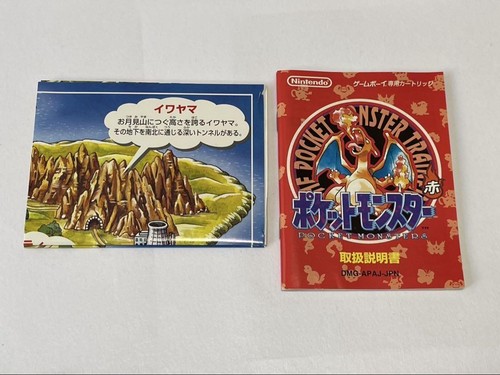 イワヤマ
お月見山につぐ高さを誇るイワヤマ。
その地下を南北に通じる深いトンネルがある。
Nintendo
ゲームボーイ専用カートリッジ
THE POCKET MONSTER TRAINER
赤
ポケットモンスター
POCKET MONSTERS
取扱説明書
DMG-APAJ-JPN